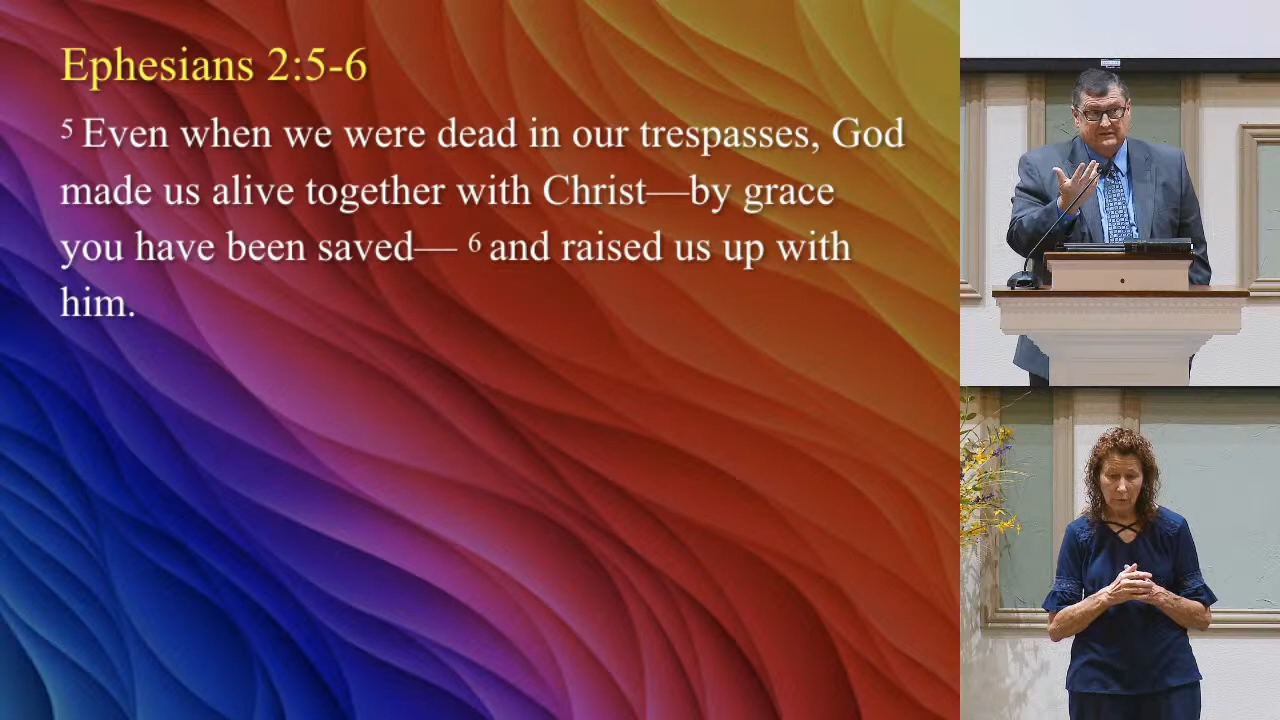 Ephesians 2:5-6
5 Even when we were dead in our trespasses, God
made us alive together with Christ—by grace
you have been saved— 6 and raised us up with
him.